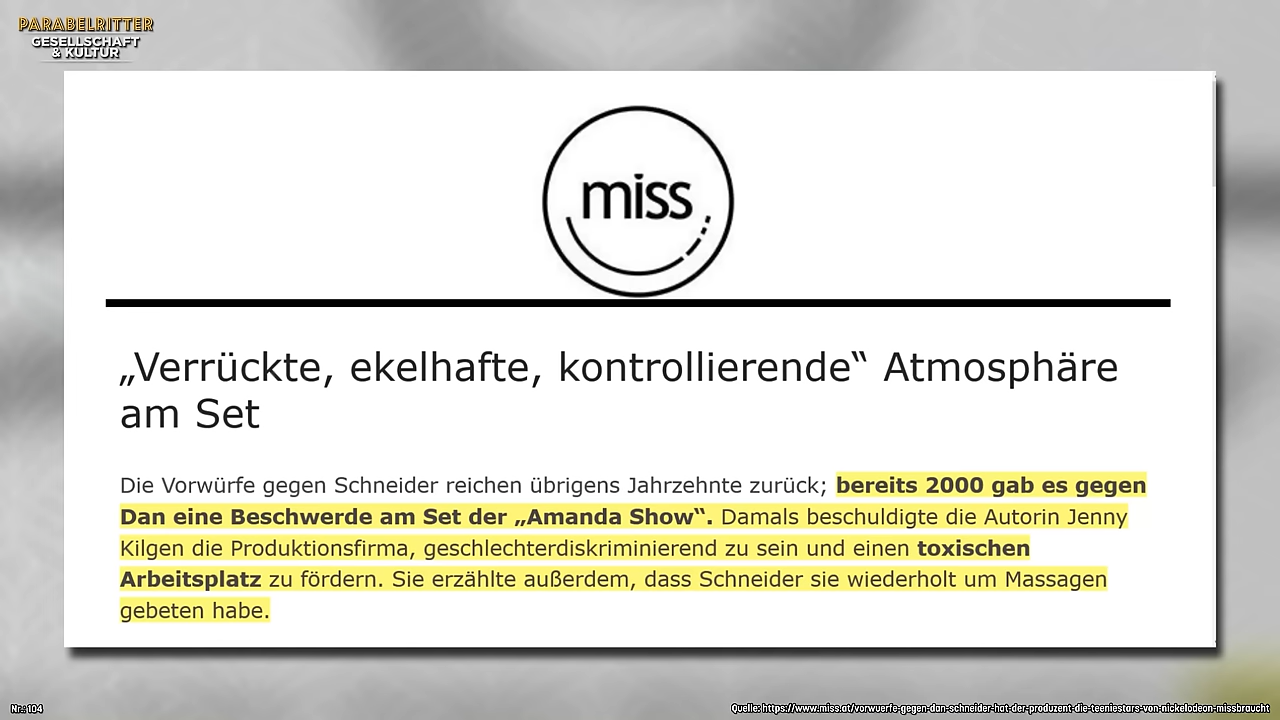 PARABELRITTER
GESELLSCHAFT
& KULTUR
miss
„Verrückte, ekelhafte, kontrollierende“ Atmosphäre
am Set
Die Vorwürfe gegen Schneider reichen übrigens Jahrzehnte zurück; bereits 2000 gab es gegen
Dan eine Beschwerde am Set der „Amanda Show“. Damals beschuldigte die Autorin Jenny
Kilgen die Produktionsfirma, geschlechterdiskriminierend zu sein und einen toxischen
Arbeitsplatz zu fördern. Sie erzählte außerdem, dass Schneider sie wiederholt um Massagen
gebeten habe.
Nr.: 104
Quelle: https://www.miss.at/vorwuerfe-gegen-dan-schneider-hat-der-produzent-die-teeniestars-von-nickelodeon-missbraucht